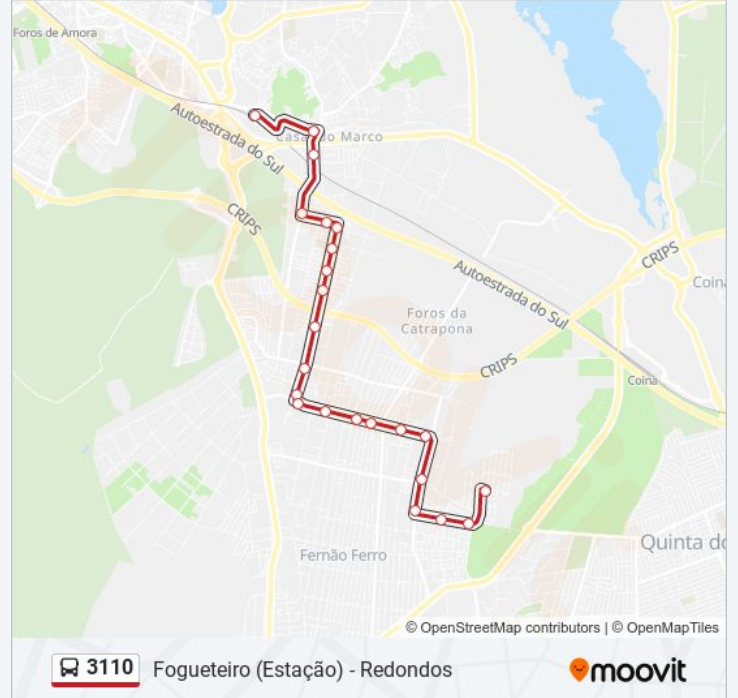 Foros de Amora
Autoestrada do Sul
Casal do Marco
CRIPS
CRIPS
Autoestrada do Sul
Coina
Foros da
Catrapona
CRIPS
Coina
Quinta do
Fernão Ferro
© OpenStreetMap contributors | © OpenMapTiles
3110 Fogueteiro (Estação) - Redondos
moovit